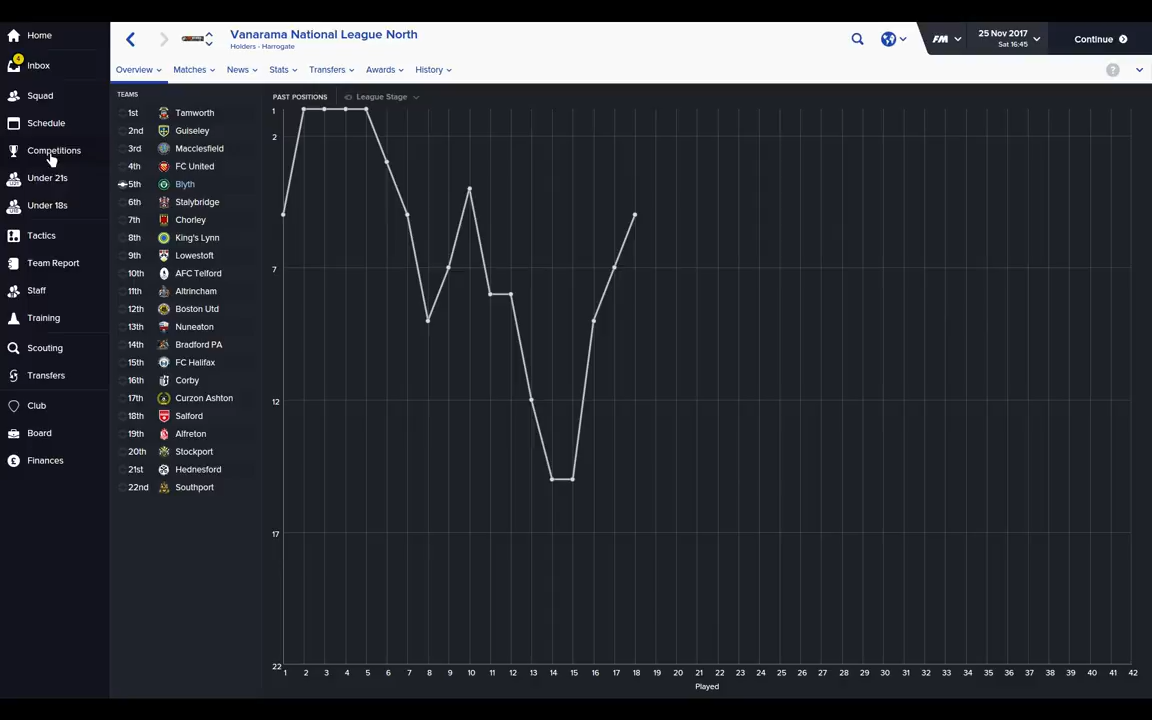 Home
4
Inbox
Squad
Schedule
Competitions
Under 21s
Under 18s
Tactics
Team Report
Staff
Training
Scouting
Transfers
Club
Board
£ Finances
Vanarama National League North
Holders - Harrogate
FM
25 Nov 2017
Sat 16:45
Continue
Overview
Matches
News
Stats
Transfers
Awards
History
?
TEAMS
1st Tamworth
2nd Guiseley
3rd Macclesfield
4th FC United
5th Blyth
6th Stalybridge
7th Chorley
8th King's Lynn
9th Lowestoft
10th AFC Telford
11th Altrincham
12th Boston Utd
13th Nuneaton
14th Bradford PA
15th FC Halifax
16th Corby
17th Curzon Ashton
18th Salford
19th Alfreton
20th Stockport
21st Hednesford
22nd Southport
PAST POSITIONS
League Stage
1
2
7
12
17
22
1 2 3 4 5 6 7 8 9 10 11 12 13 14 15 16 17 18 19 20 21 22 23 24 25 26 27 28 29 30 31 32 33 34 35 36 37 38 39 40 41 42
Played